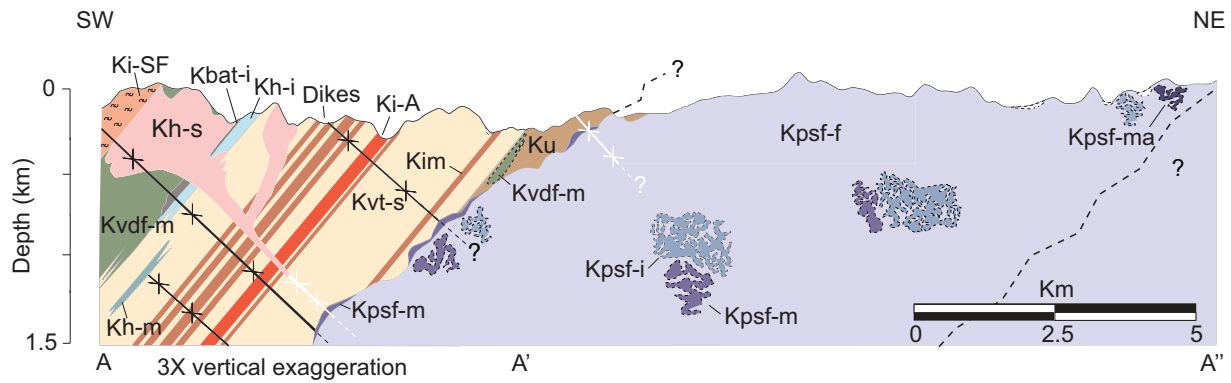 SW
NE
Ki-SF
Kbat-i
Kh-i
Dikes
Ki-A
?
0
Kh-s
Ku
Kpsf-f
Kpsf-ma
Kim
?
Kvt-s
Kvdf-m
?
Depth (km)
Kvdf-m
?
Kpsf-i
Km
Kh-m
Kpsf-m
Kpsf-m
0
2.5
5
1.5
A
3X vertical exaggeration
A'
A"